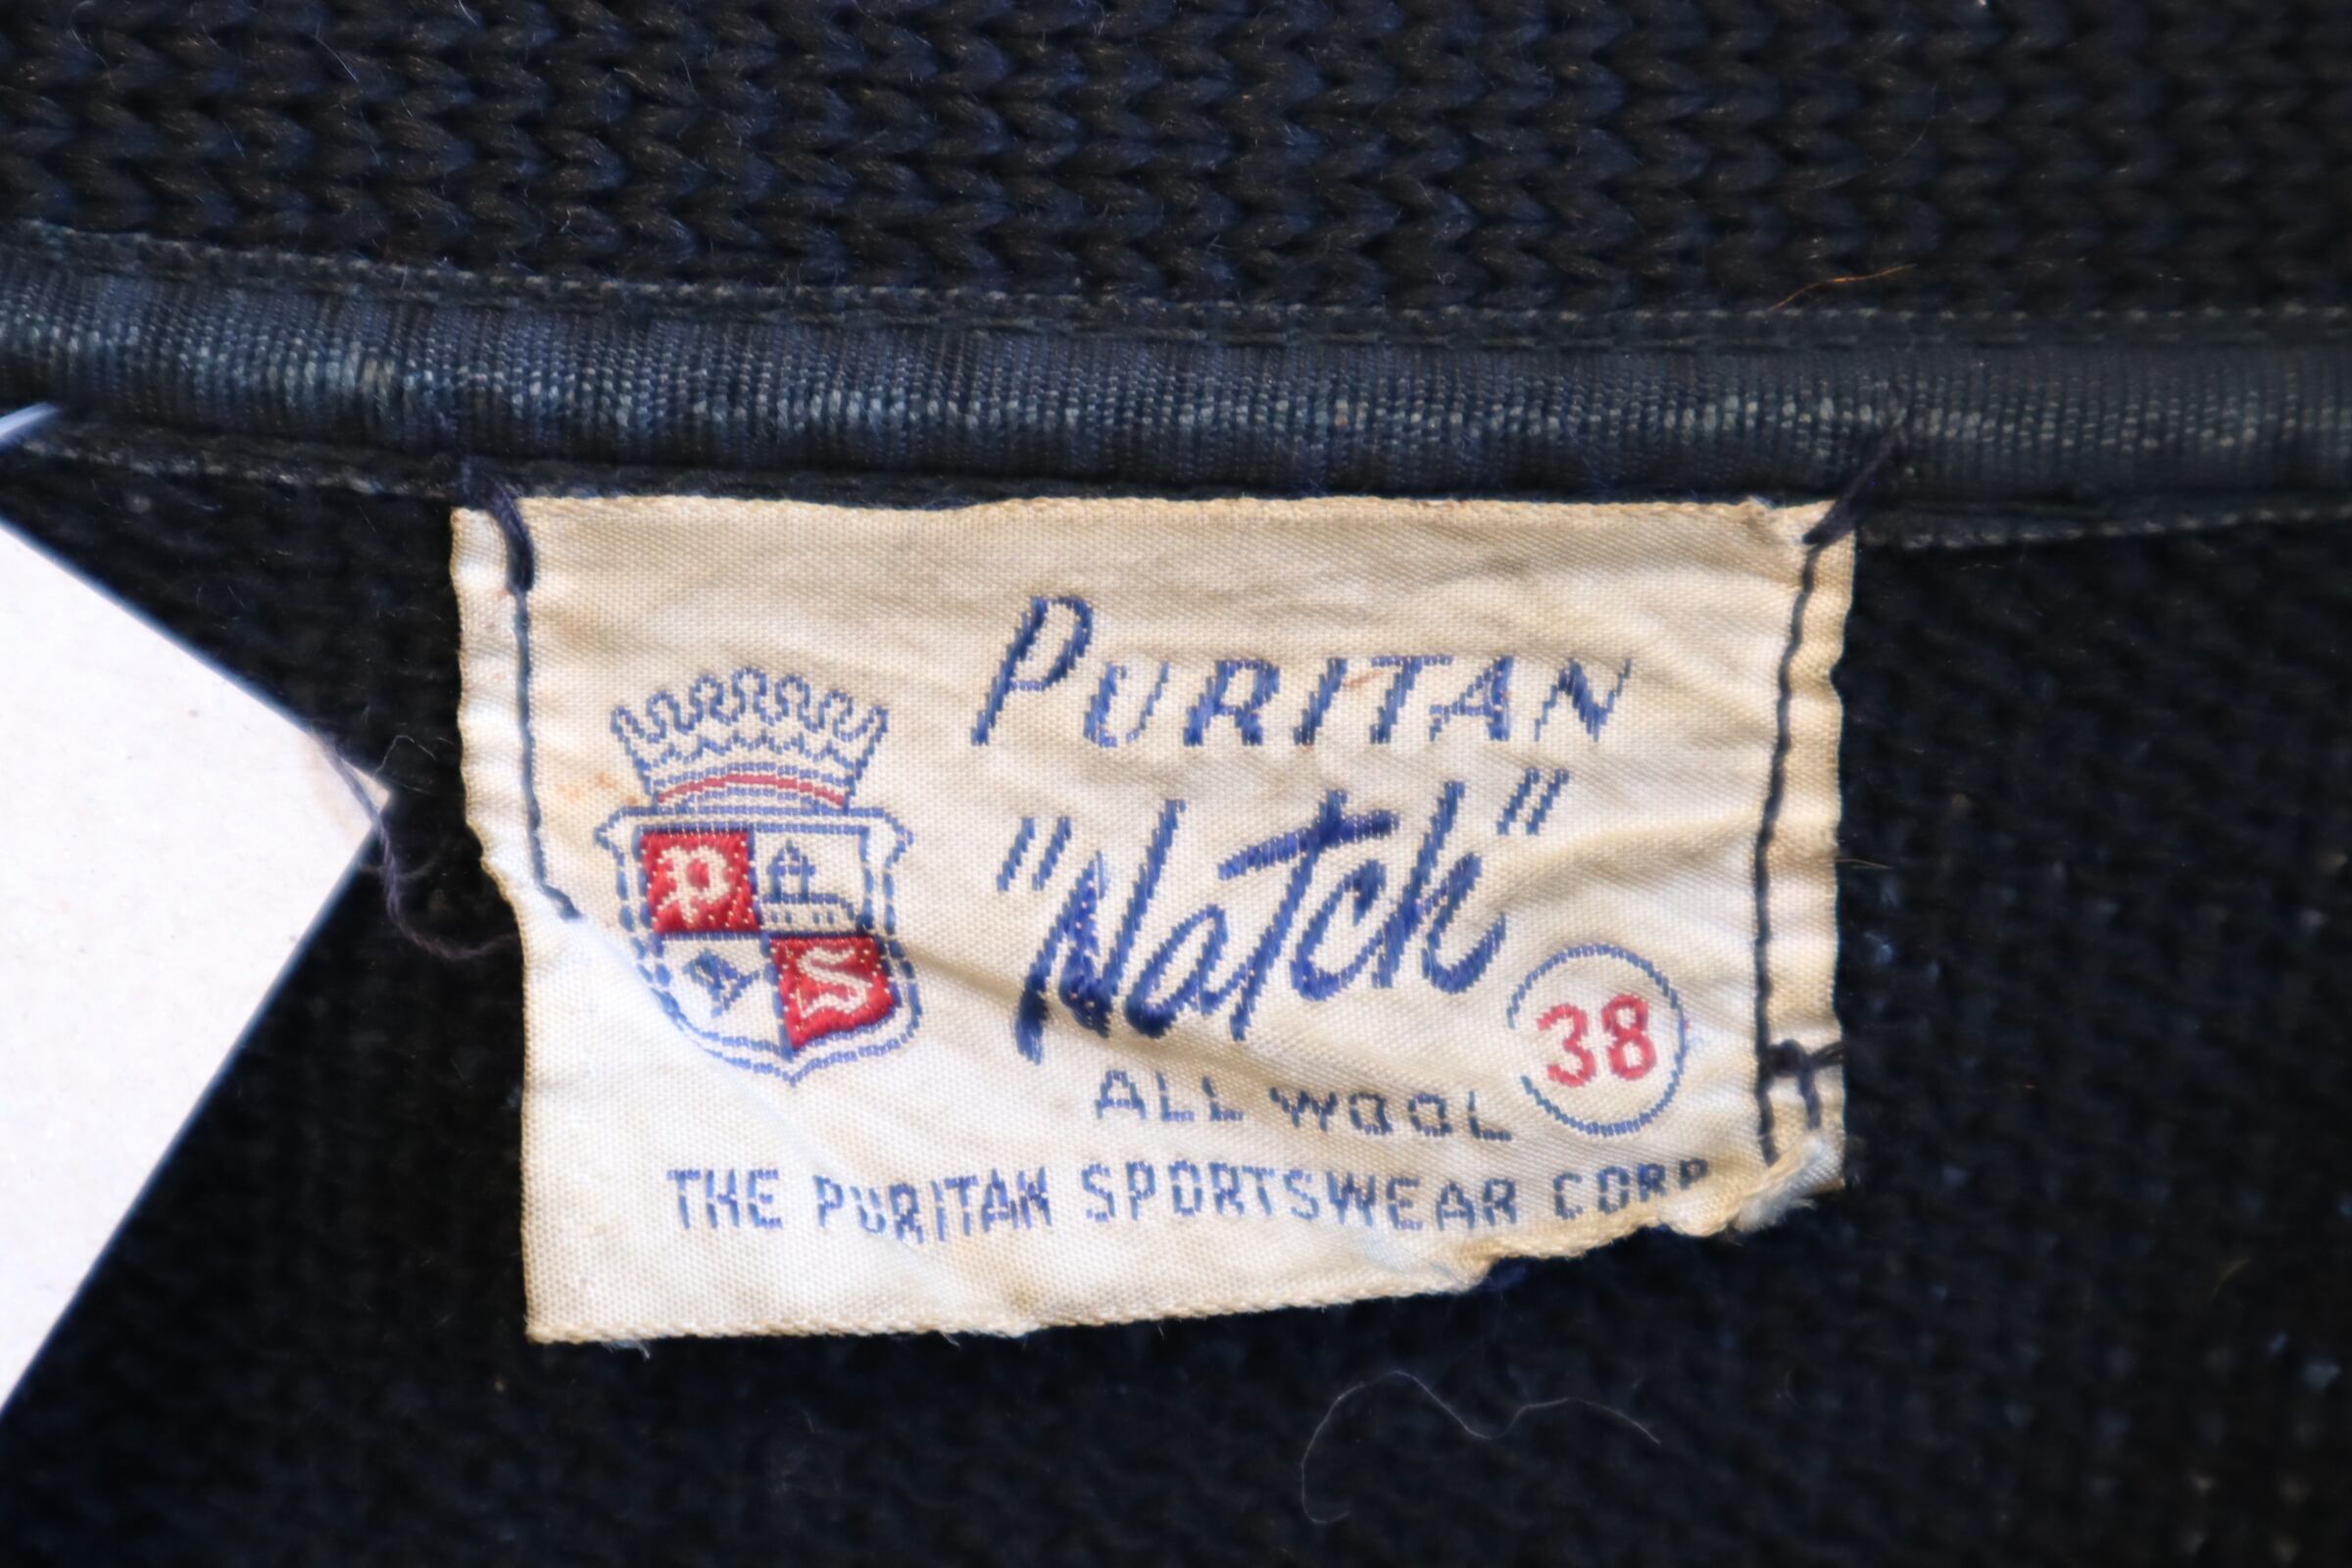 PURITAN
"Natch"
P
S
38
ALL WOOL
THE PURITAN SPORTSWEAR CORP